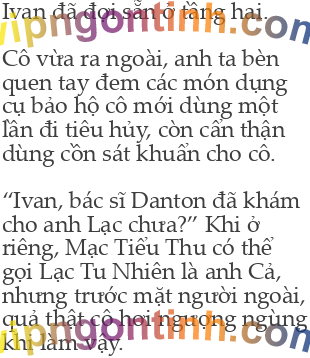 Ivan đã đợi sẵn ở tầng hai.
vipngontinh.com
Cô vừa ra ngoài, anh ta bèn
quen tay đem các món dụng
cụ bảo hộ cô mới dùng một
lần đi tiêu hủy, còn cẩn thận
dùng cồn sát khuẩn cho cô.
“Ivan, bác sĩ Danton đã khám
cho anh Lạc chưa?” Khi ở
riêng, Mạc Tiểu Thu có thể
gọi Lạc Tu Nhiên là anh Cả,
nhưng trước mặt người ngoài,
quả thật cô hơi ngượng ngùng
vipngontinh.com
khi làm vậy.